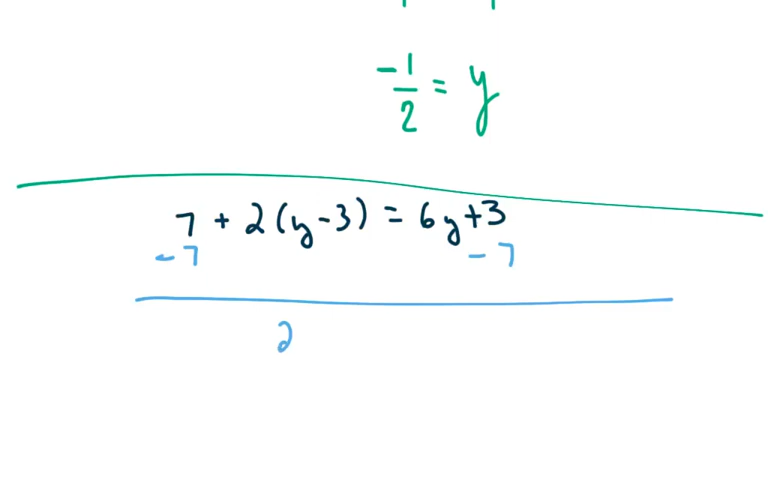 -1/2 = y
7 + 2(y-3) = 6y+3
-7 -7
2